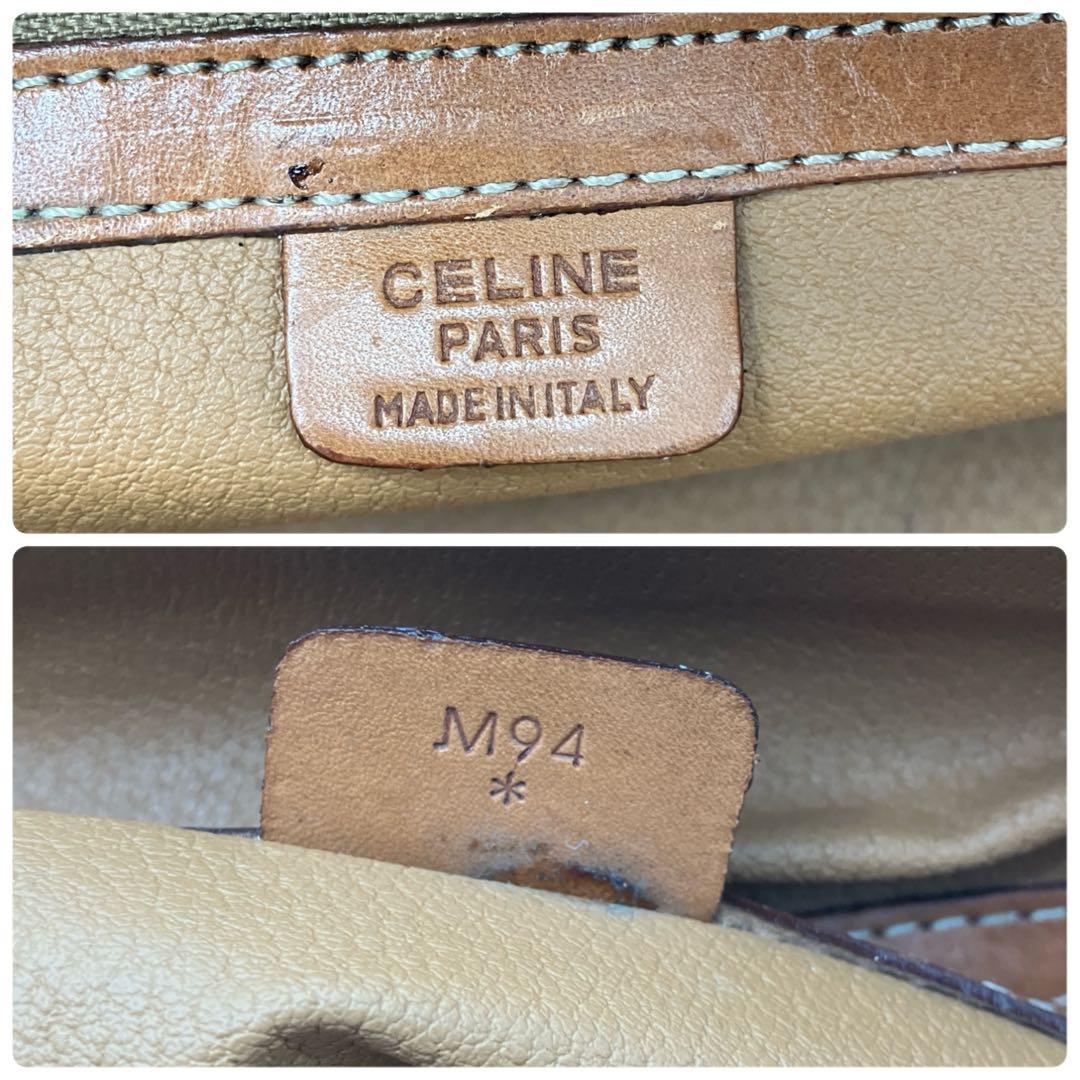 CELINE
PARIS
MADE IN ITALY
M94
*